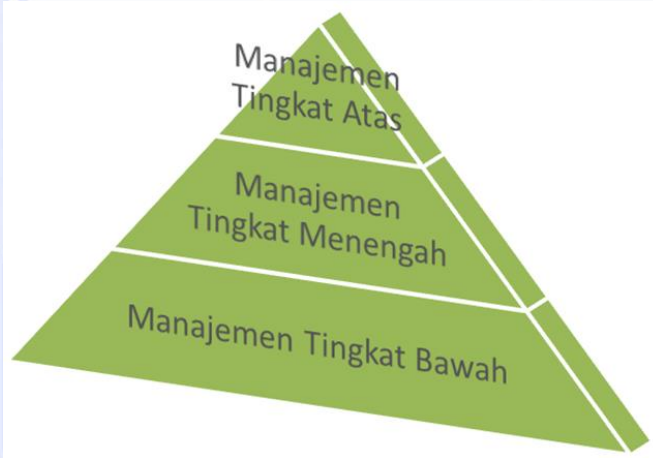 Manajemen
Tingkat Atas
Manajemen
Tingkat Menengah
Manajemen Tingkat Bawah